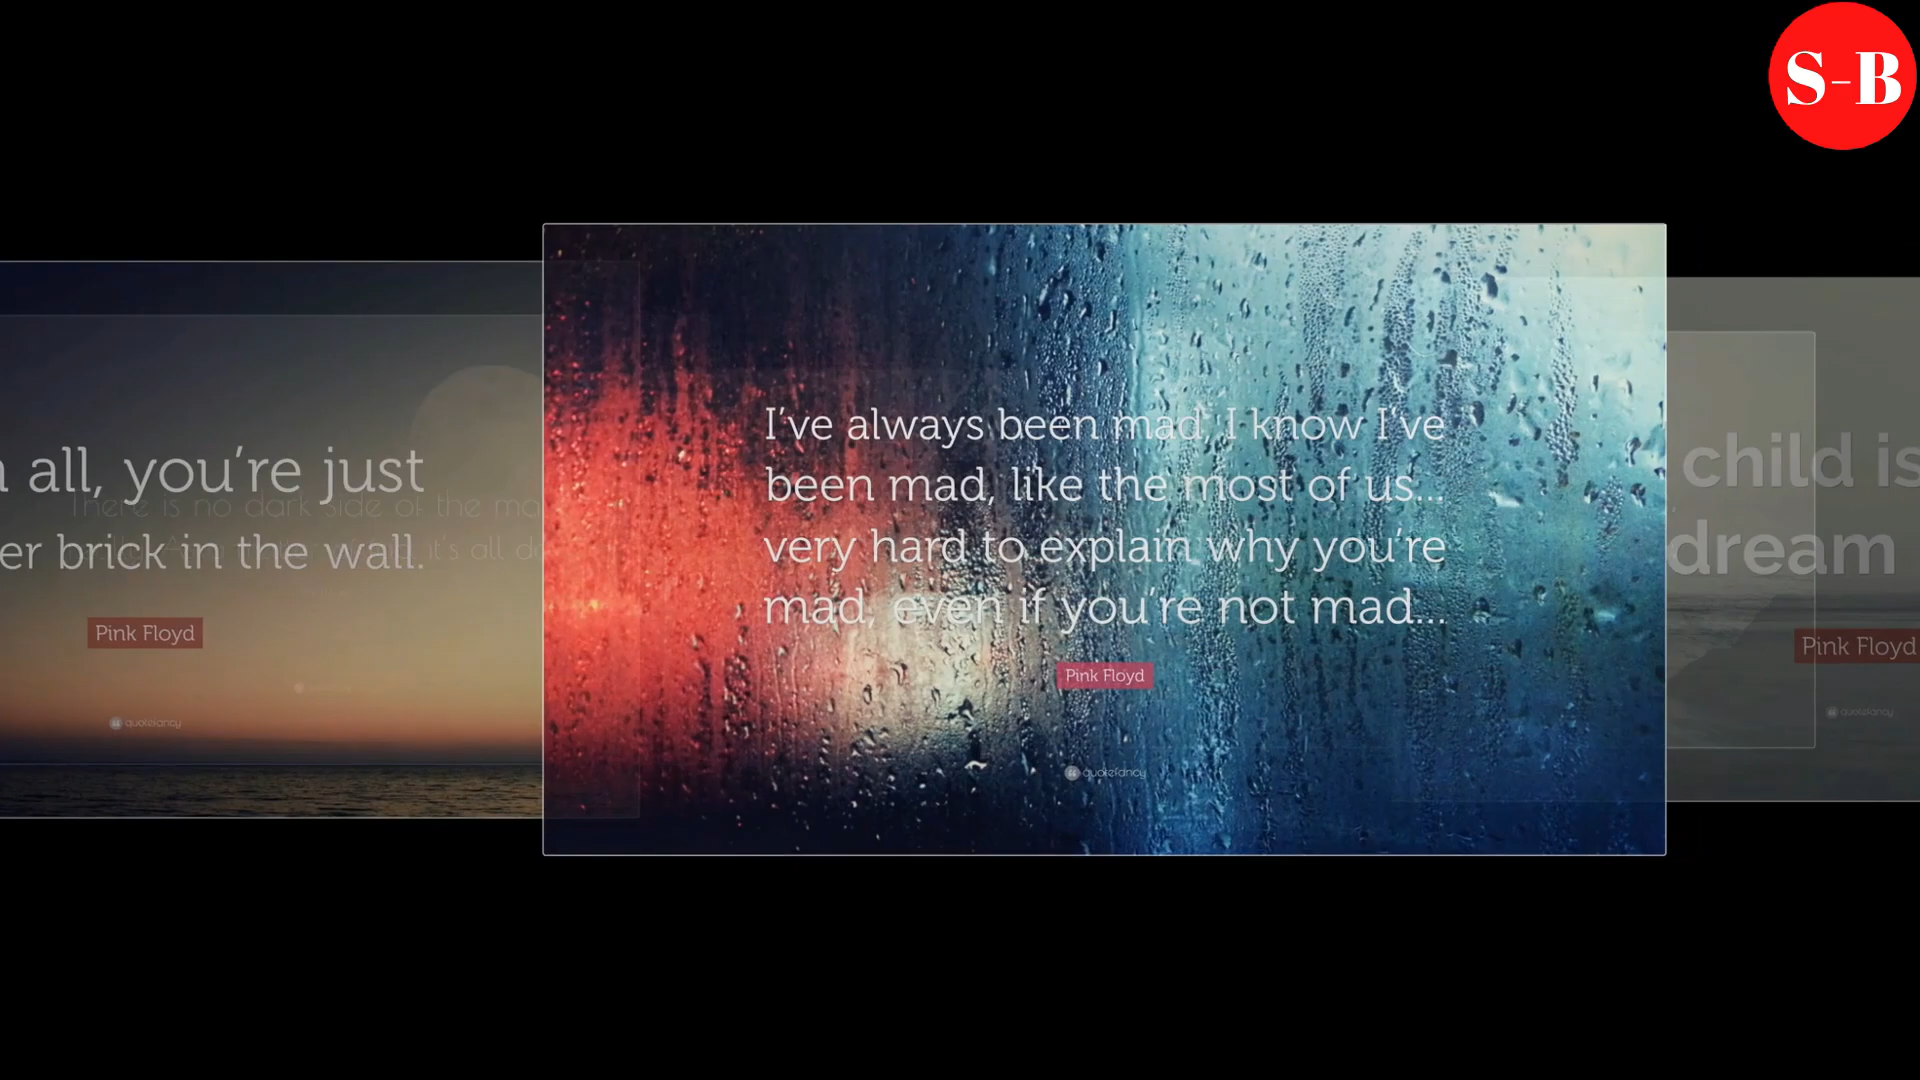 S-B
all, you're just
er brick in the wall.
Pink Floyd
quotefancy
There is no dark side of the
it's all
I've always been mad, I know I've
been mad, like the most of us...
very hard to explain why you're
mad, even if you're not mad...
Pink Floyd
quotefancy
child is
dream
Pink Floyd
quotefancy